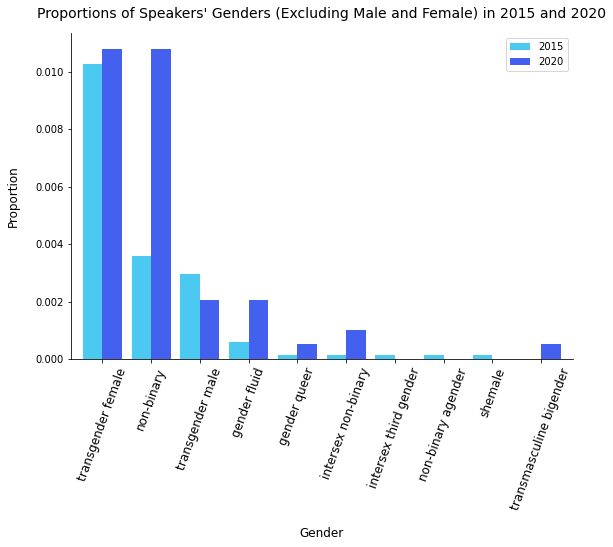 Proportions of Speakers' Genders (Excluding Male and Female) in 2015 and 2020
2015
2020
0.010
0.008
0.006
0.004
0.002
0.000
Proportion
transgender female
non-binary
transgender male
gender fluid
gender queer
intersex non-binary
intersex third gender
non-binary agender
shemale
transmasculine bigender
Gender